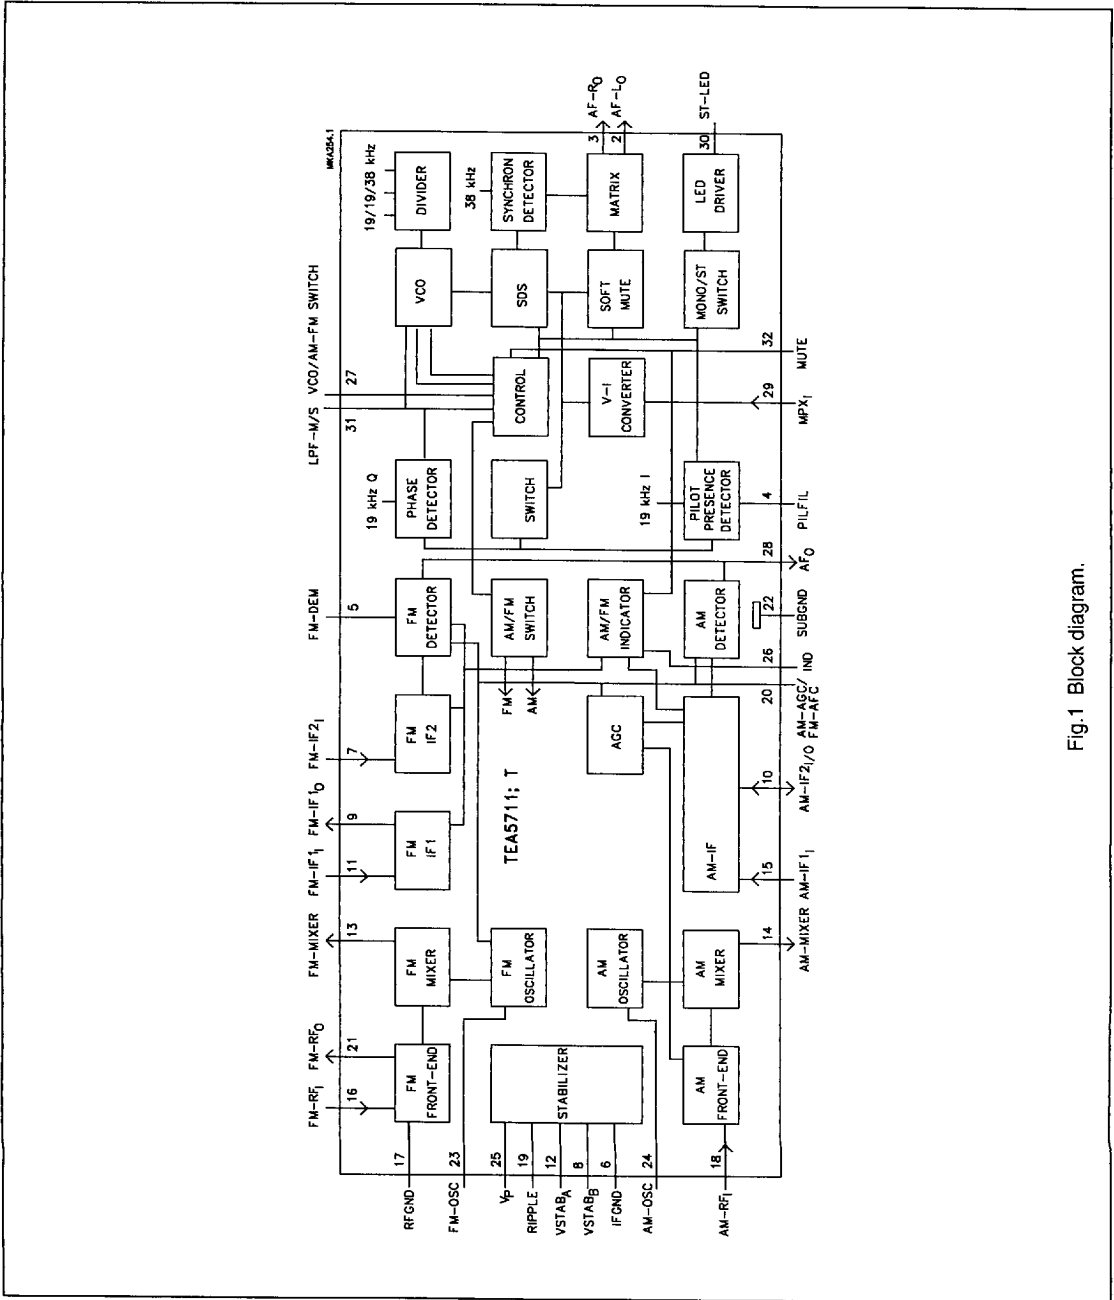 MKA254.1
FM-RFI
16
FM-RFO
21
FM-MIXER
13
FM-IF1I
11
FM-IF1O
9
FM-IF2I
7
FM-DEM
5
LPF-M/S
31
VCO/AM-FM SWITCH
27
RFGND
17
FM-OSC
23
VP
25
RIPPLE
19
VSTABA
12
VSTABB
8
IFGND
6
AM-OSC
24
AM-RFI
18
FM
FRONT-END
FM
MIXER
FM
IF1
FM
IF2
FM
DETECTOR
19 kHz Q
PHASE
DETECTOR
VCO
19/19/38 kHz
DIVIDER
STABILIZER
FM
OSCILLATOR
TEA5711; T
FM
AM
AM/FM
SWITCH
SWITCH
CONTROL
SDS
38 kHz
SYNCHRON
DETECTOR
AM
OSCILLATOR
AGC
AM/FM
INDICATOR
V-I
CONVERTER
SOFT
MUTE
MATRIX
AM
FRONT-END
AM
MIXER
AM-IF
AM
DETECTOR
19 kHz I
PILOT
PRESENCE
DETECTOR
MONO/ST
SWITCH
LED
DRIVER
3
AF-RO
2
AF-LO
30
ST-LED
14
AM-MIXER
15
AM-IF1I
10
AM-IF2I/O
20
AM-AGC/
FM-AFC
26
IND
22
SUBGND
28
AFO
4
PILFIL
29
MPXI
32
MUTE
Fig.1 Block diagram.